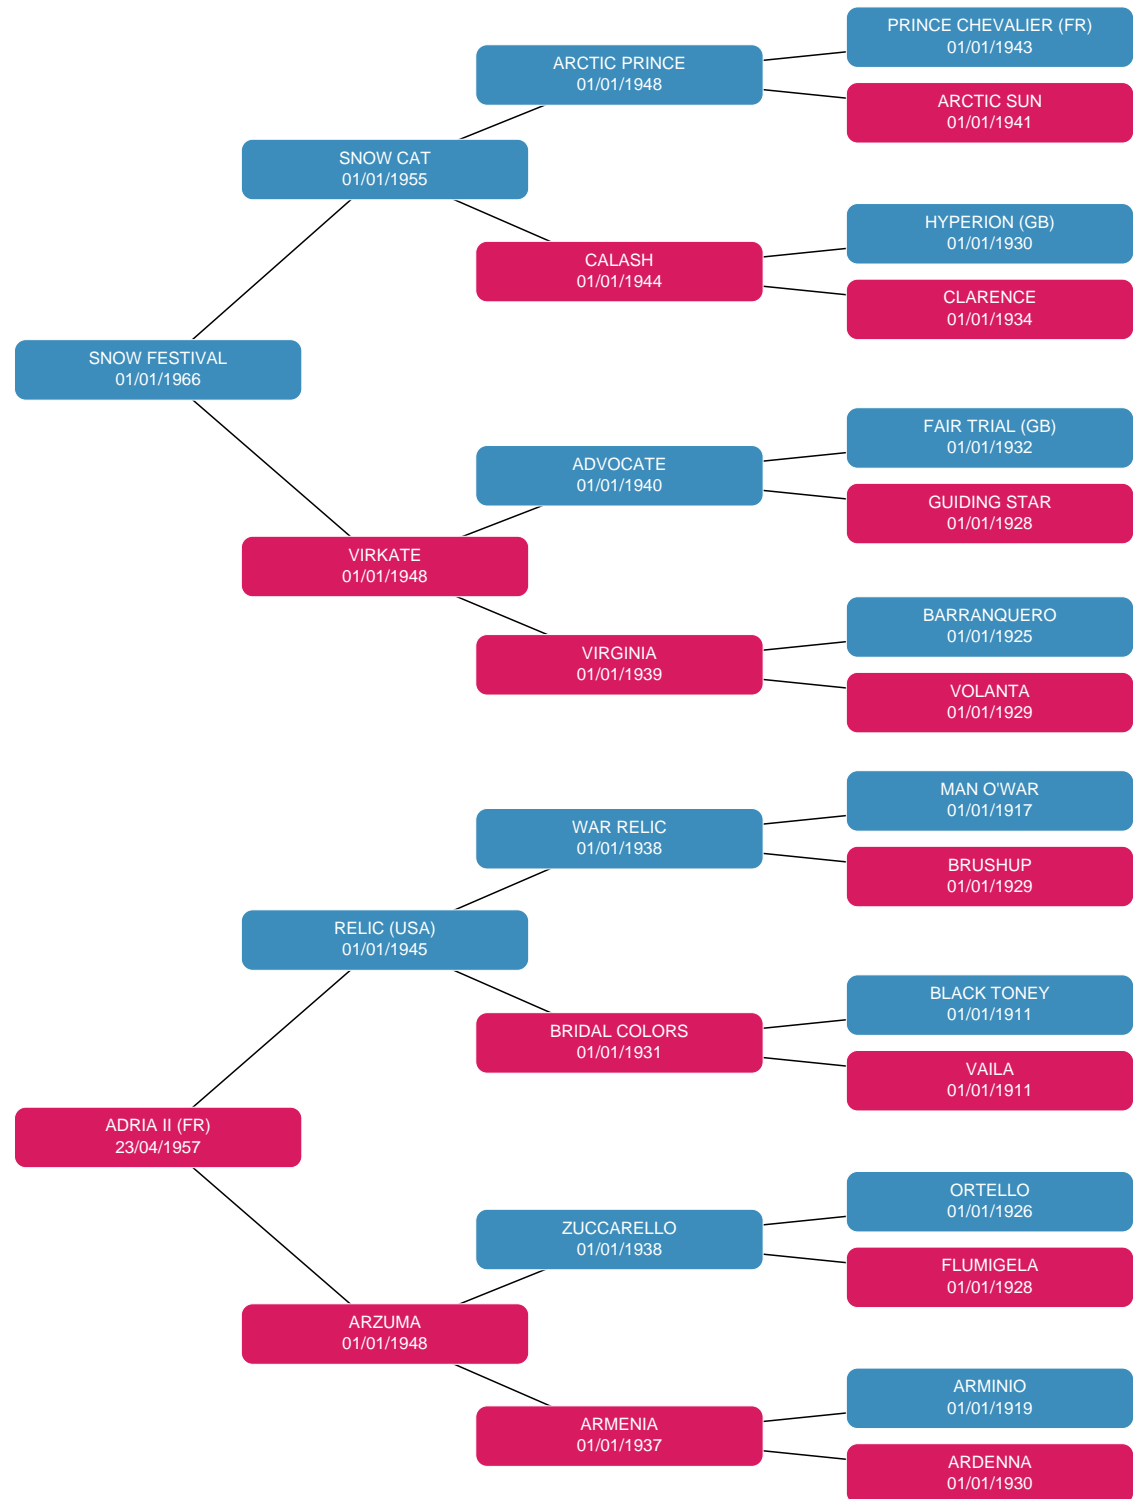 PRINCE CHEVALIER (FR)
01/01/1943
ARCTIC PRINCE
01/01/1948
ARCTIC SUN
01/01/1941
SNOW CAT
01/01/1955
HYPERION (GB)
01/01/1930
CALASH
01/01/1944
CLARENCE
01/01/1934
SNOW FESTIVAL
01/01/1966
FAIR TRIAL (GB)
01/01/1932
ADVOCATE
01/01/1940
GUIDING STAR
01/01/1928
VIRKATE
01/01/1948
BARRANQUERO
01/01/1925
VIRGINIA
01/01/1939
VOLANTA
01/01/1929
MAN O'WAR
01/01/1917
WAR RELIC
01/01/1938
BRUSHUP
01/01/1929
RELIC (USA)
01/01/1945
BLACK TONEY
01/01/1911
BRIDAL COLORS
01/01/1931
VAILA
01/01/1911
ADRIA II (FR)
23/04/1957
ORTELLO
01/01/1926
ZUCCARELLO
01/01/1938
FLUMIGELA
01/01/1928
ARZUMA
01/01/1948
ARMINIO
01/01/1919
ARMENIA
01/01/1937
ARDENNA
01/01/1930